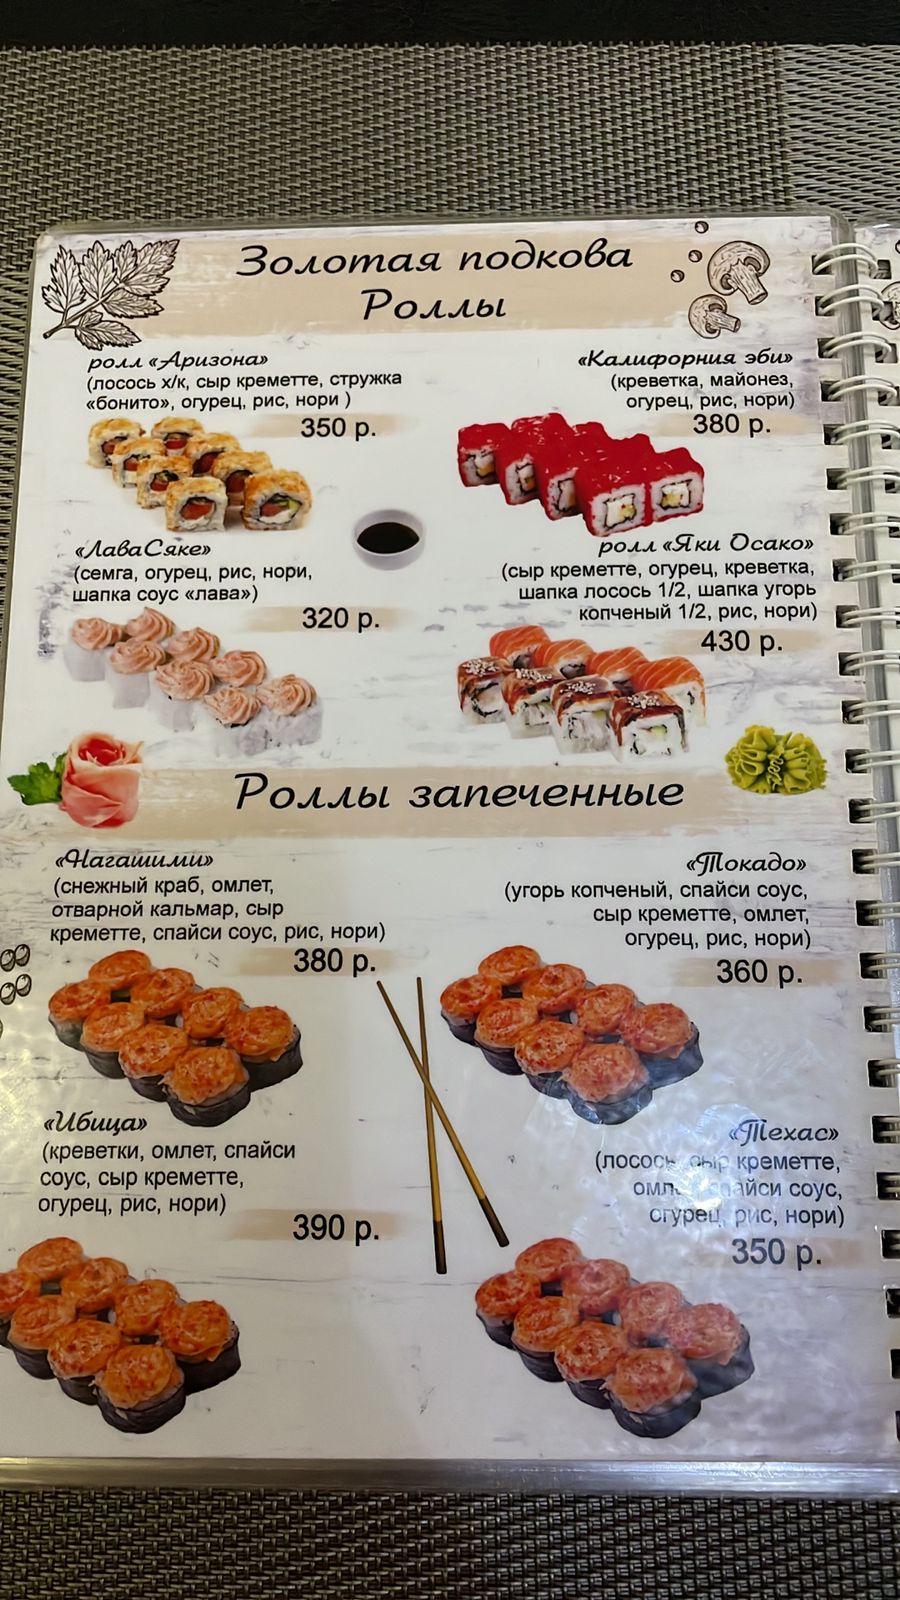 Золотая подкова
Роллы
ролл «Аризона»
(лосось х/к, сыр креметте, стружка
«бонито», огурец, рис, нори )
350 р.
«Калифорния эби»
(креветка, майонез,
огурец, рис, нори)
380 р.
«ЛаваСяке»
(семга, огурец, рис, нори,
шапка соус «лава»)
320 р.
ролл «Яки Осако»
(сыр креметте, огурец, креветка,
шапка лосось 1/2, шапка угорь
копченый 1/2, рис, нори)
430 р.
Роллы запеченные
«Нагашими»
(снежный краб, омлет,
отварной кальмар, сыр
креметте, спайси соус, рис, нори)
380 р.
«Токадо»
(угорь копченый, спайси соус,
сыр креметте, омлет,
огурец, рис, нори)
360 р.
«Ибица»
(креветки, омлет, спайси
соус, сыр креметте,
огурец, рис, нори)
390 р.
«Техас»
(лосось, сыр креметте,
омлет, спайси соус,
огурец, рис, нори)
350 р.